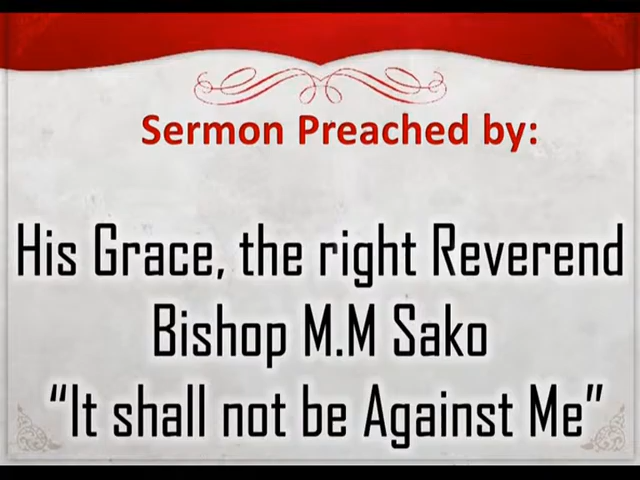 Sermon Preached by:
His Grace, the right Reverend
Bishop M.M Sako
“It shall not be Against Me”